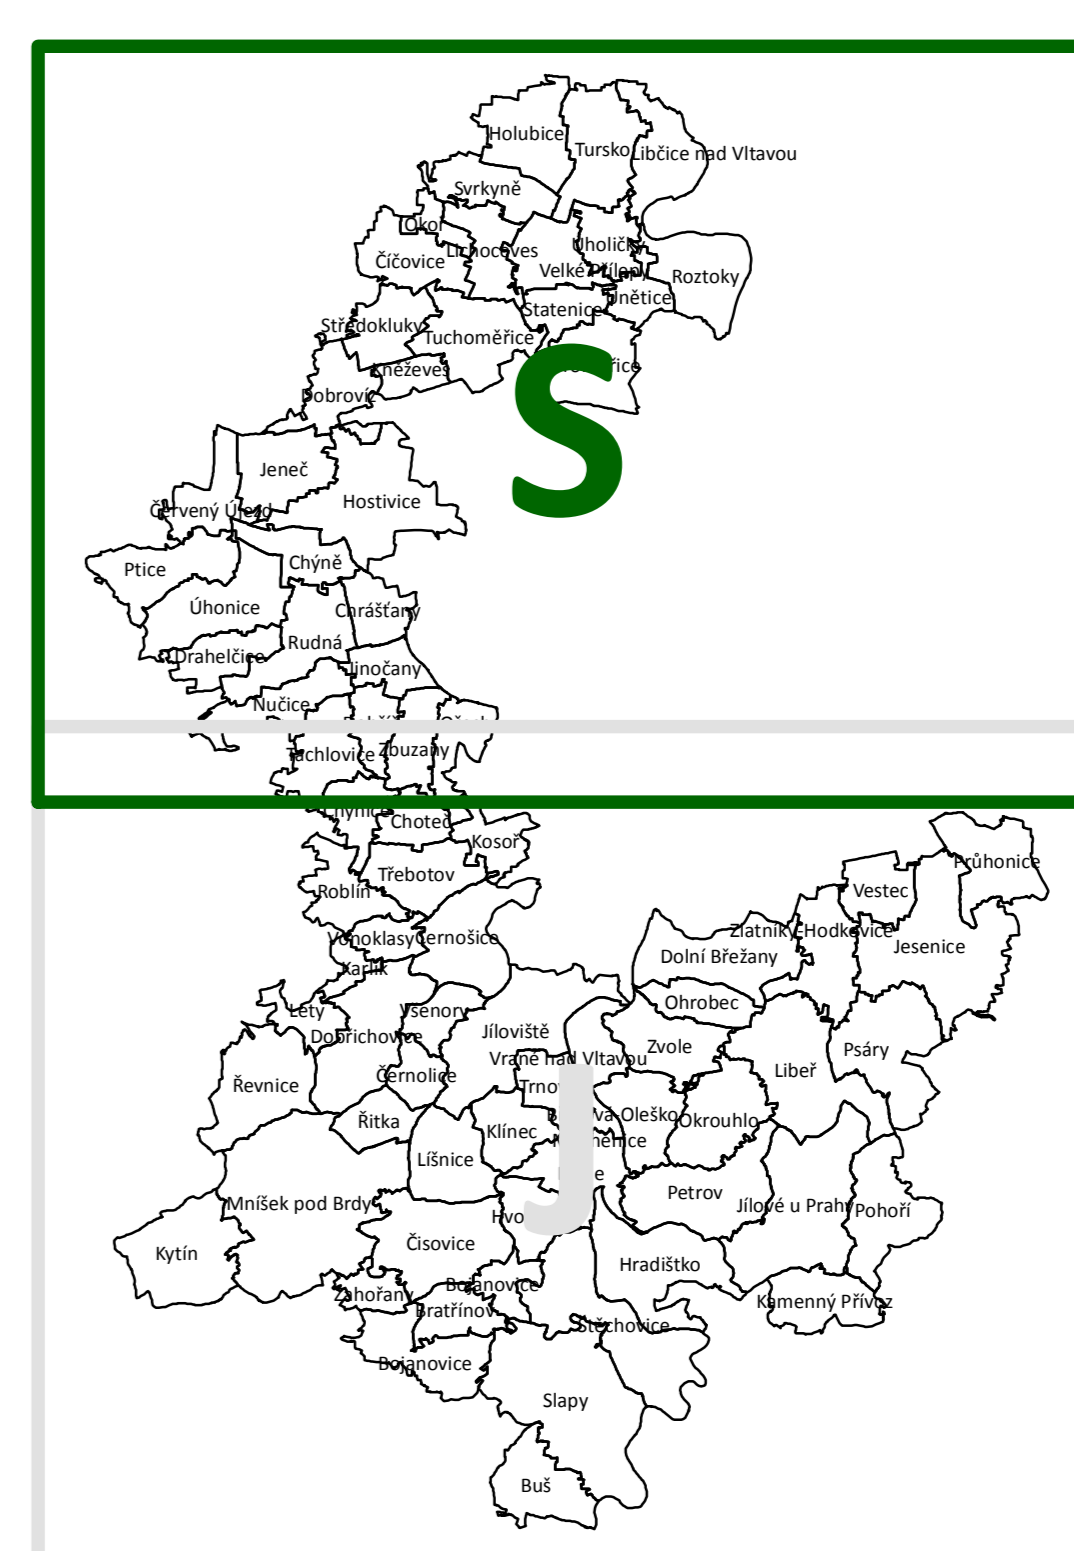 Holubice
Tursko
Libčice nad Vltavou
Svrkyně
Okoř
Lichoceves
Úholičky
Číčovice
Velké Přílepy
Roztoky
Únětice
Statenice
Středokluky
Tuchoměřice
Kněževes
Dobrovíz
S
Jeneč
Hostivice
Červený Újezd
Chýně
Ptice
Úhonice
Chrášťany
Rudná
Drahelčice
Jinočany
Nučice
Tachlovice
Zbuzany
Chýnice
Choteč
Kosoř
Průhonice
Třebotov
Roblín
Vestec
Zlatníky-Hodkovice
Vonoklasy
Černošice
Jesenice
Dolní Břežany
Karlík
Ohrobec
Lety
Všenory
Dobřichovice
Jíloviště
Zvole
Psáry
Vrané nad Vltavou
Libeř
Černolice
Řevnice
Řitka
Okrouhlo
Klínec
Líšnice
Petrov
Mníšek pod Brdy
Jílové u Prahy
Pohoří
J
Čisovice
Kytín
Hradištko
Bojanovice
Zahořany
Kamenný Přívoz
Bratřínov
Štěchovice
Bojanovice
Slapy
Buš